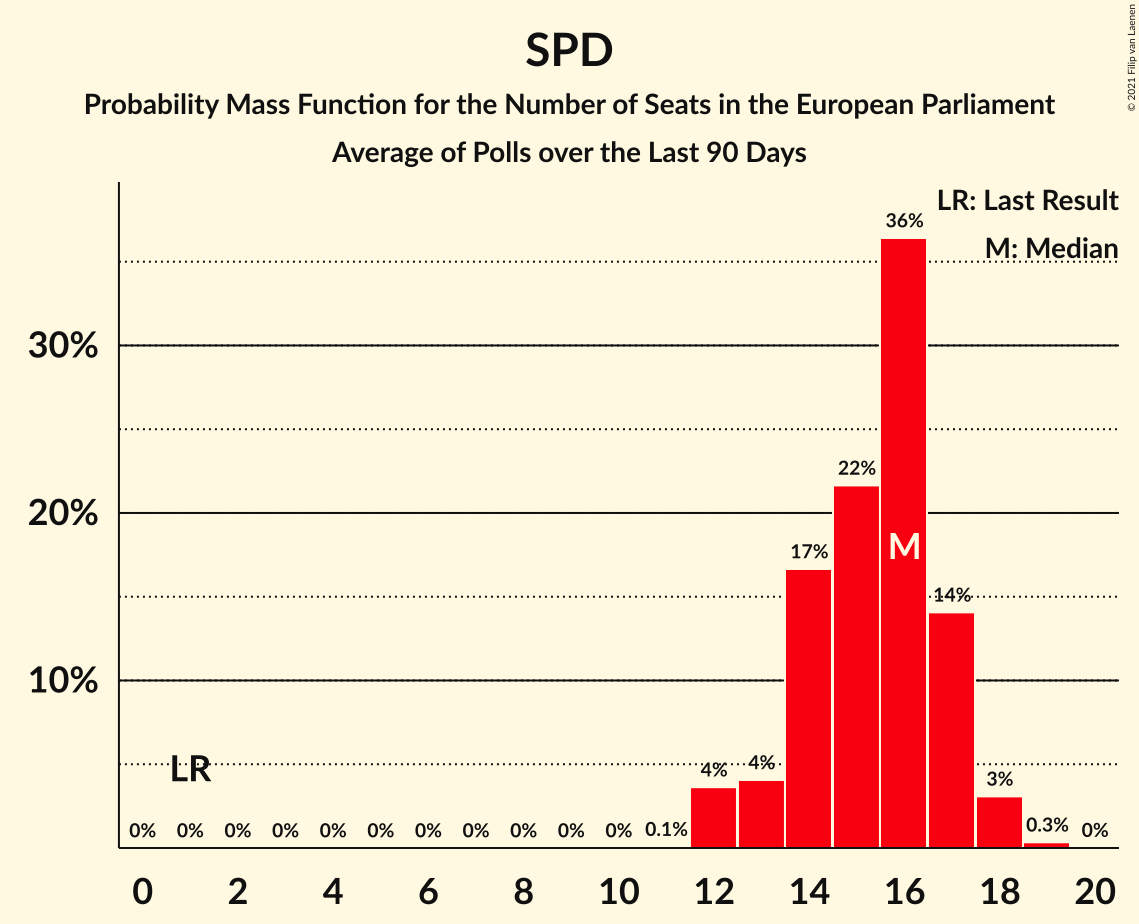 SPD
Probability Mass Function for the Number of Seats in the European Parliament
Average of Polls over the Last 90 Days
© 2021 Filip van Laenen
LR: Last Result
M: Median
36%
30%
22%
20%
M
17%
14%
10%
LR
4%
4%
3%
0% 0% 0% 0% 0% 0% 0% 0% 0% 0% 0% 0.1% 0.3% 0%
0 2 4 6 8 10 12 14 16 18 20